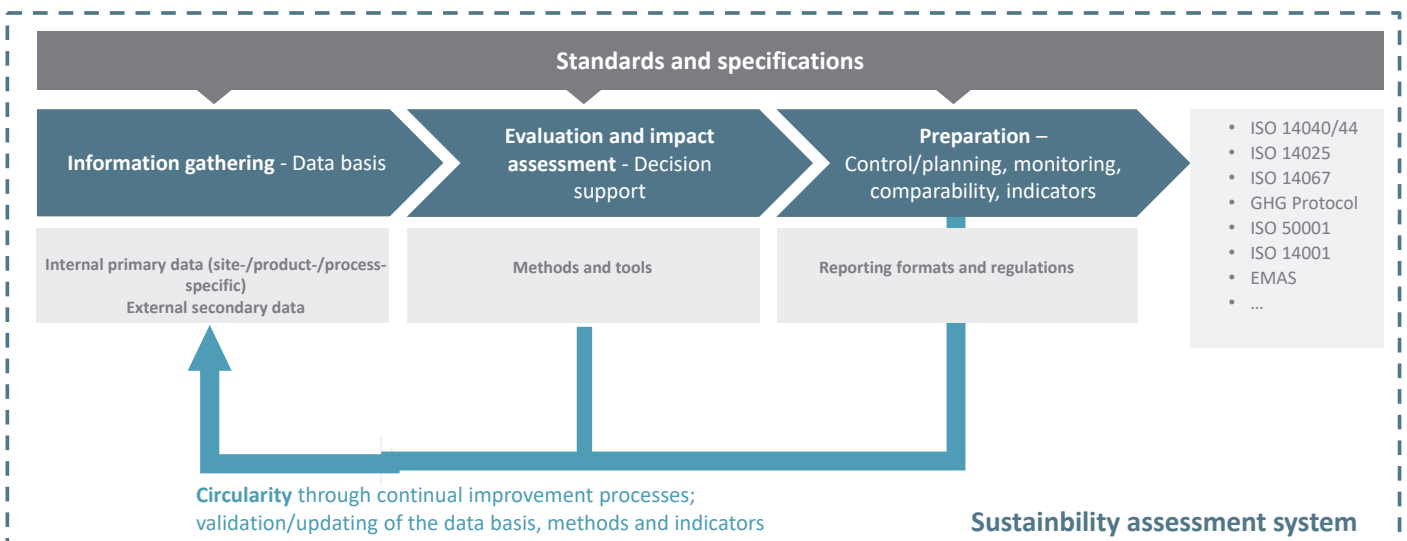 Standards and specifications
Information gathering - Data basis
Evaluation and impact
assessment - Decision
support
Preparation –
Control/planning, monitoring,
comparability, indicators
• ISO 14040/44
• ISO 14025
• ISO 14067
• GHG Protocol
• ISO 50001
• ISO 14001
• EMAS
• ...
Internal primary data (site-/product-/process-
specific)
External secondary data
Methods and tools
Reporting formats and regulations
Circularity through continual improvement processes;
validation/updating of the data basis, methods and indicators
Sustainbility assessment system